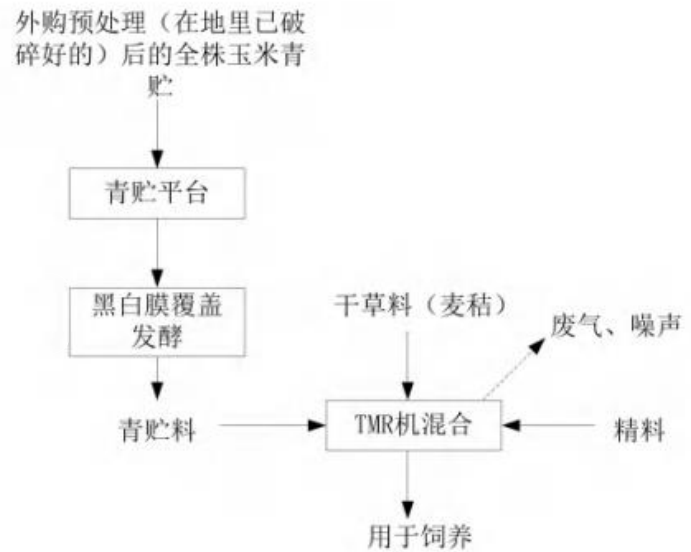 外购预处理（在地里已破
碎好的）后的全株玉米青
贮
青贮平台
黑白膜覆盖
发酵
干草料（麦秸）
废气、噪声
青贮料
TMR机混合
精料
用于饲养